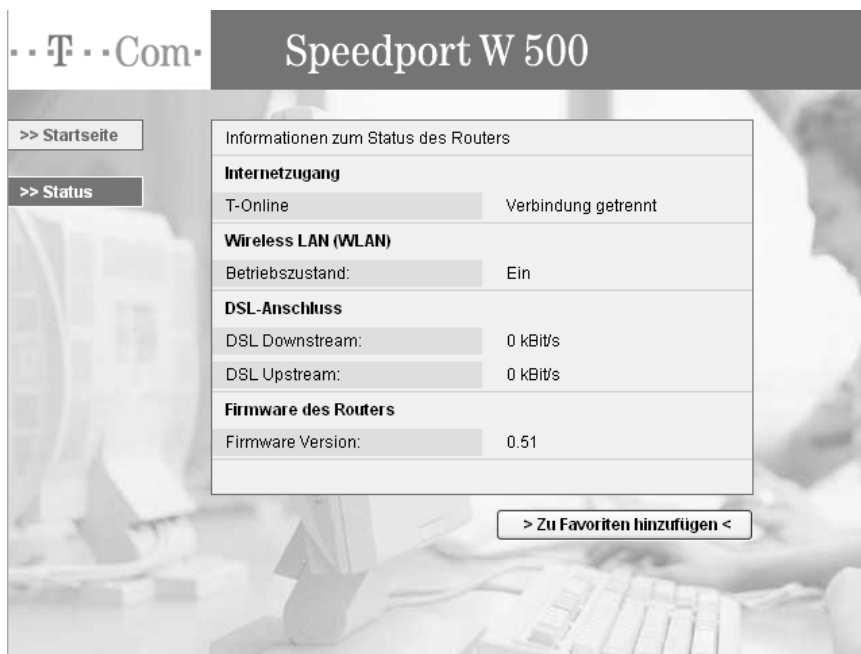 ··T··Com·
Speedport W 500
>> Startseite
>> Status
Informationen zum Status des Routers
Internetzugang
T-Online Verbindung getrennt
Wireless LAN (WLAN)
Betriebszustand: Ein
DSL-Anschluss
DSL Downstream: 0 kBit/s
DSL Upstream: 0 kBit/s
Firmware des Routers
Firmware Version: 0.51
> Zu Favoriten hinzufügen <